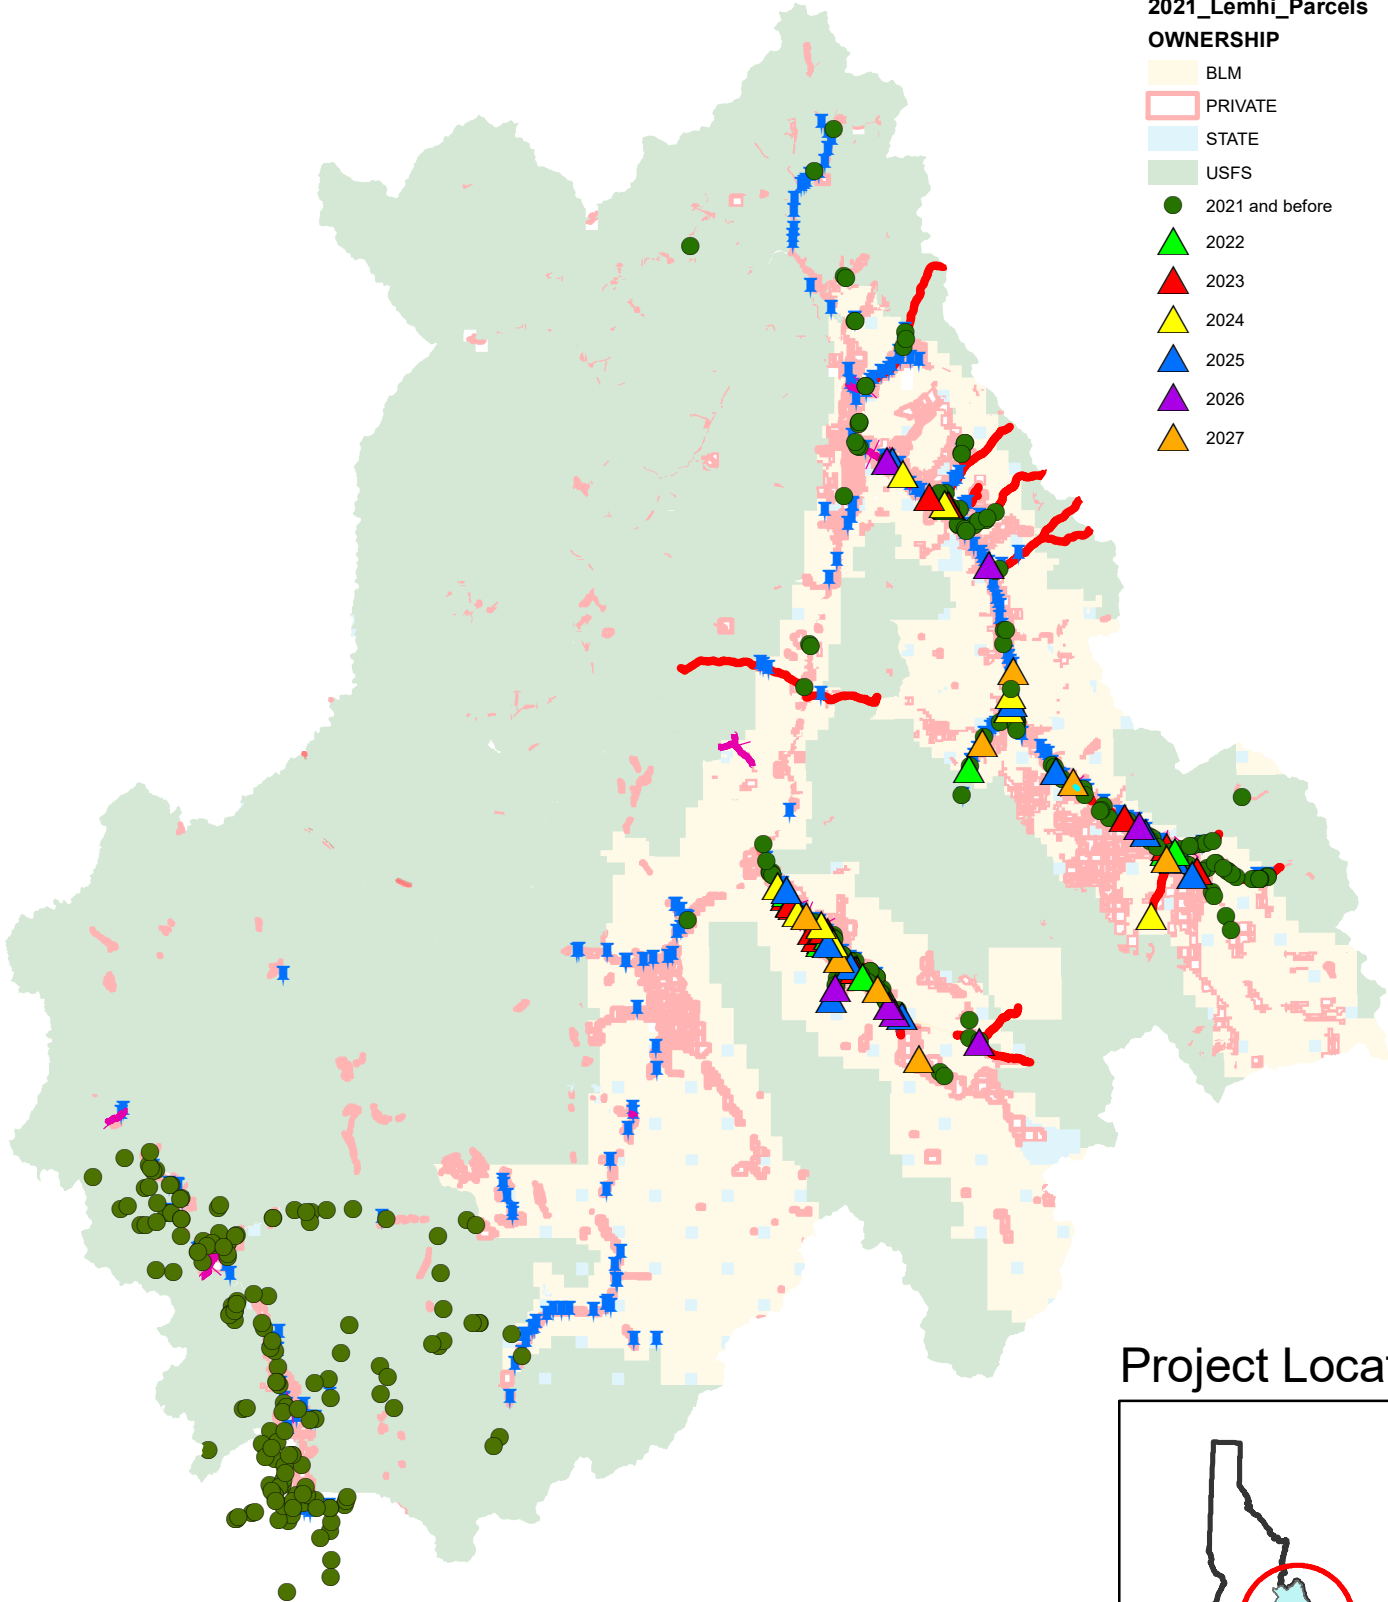 2021_Lemhi_Parcels
OWNERSHIP
BLM
PRIVATE
STATE
USFS
2021 and before
2022
2023
2024
2025
2026
2027
Project Locat